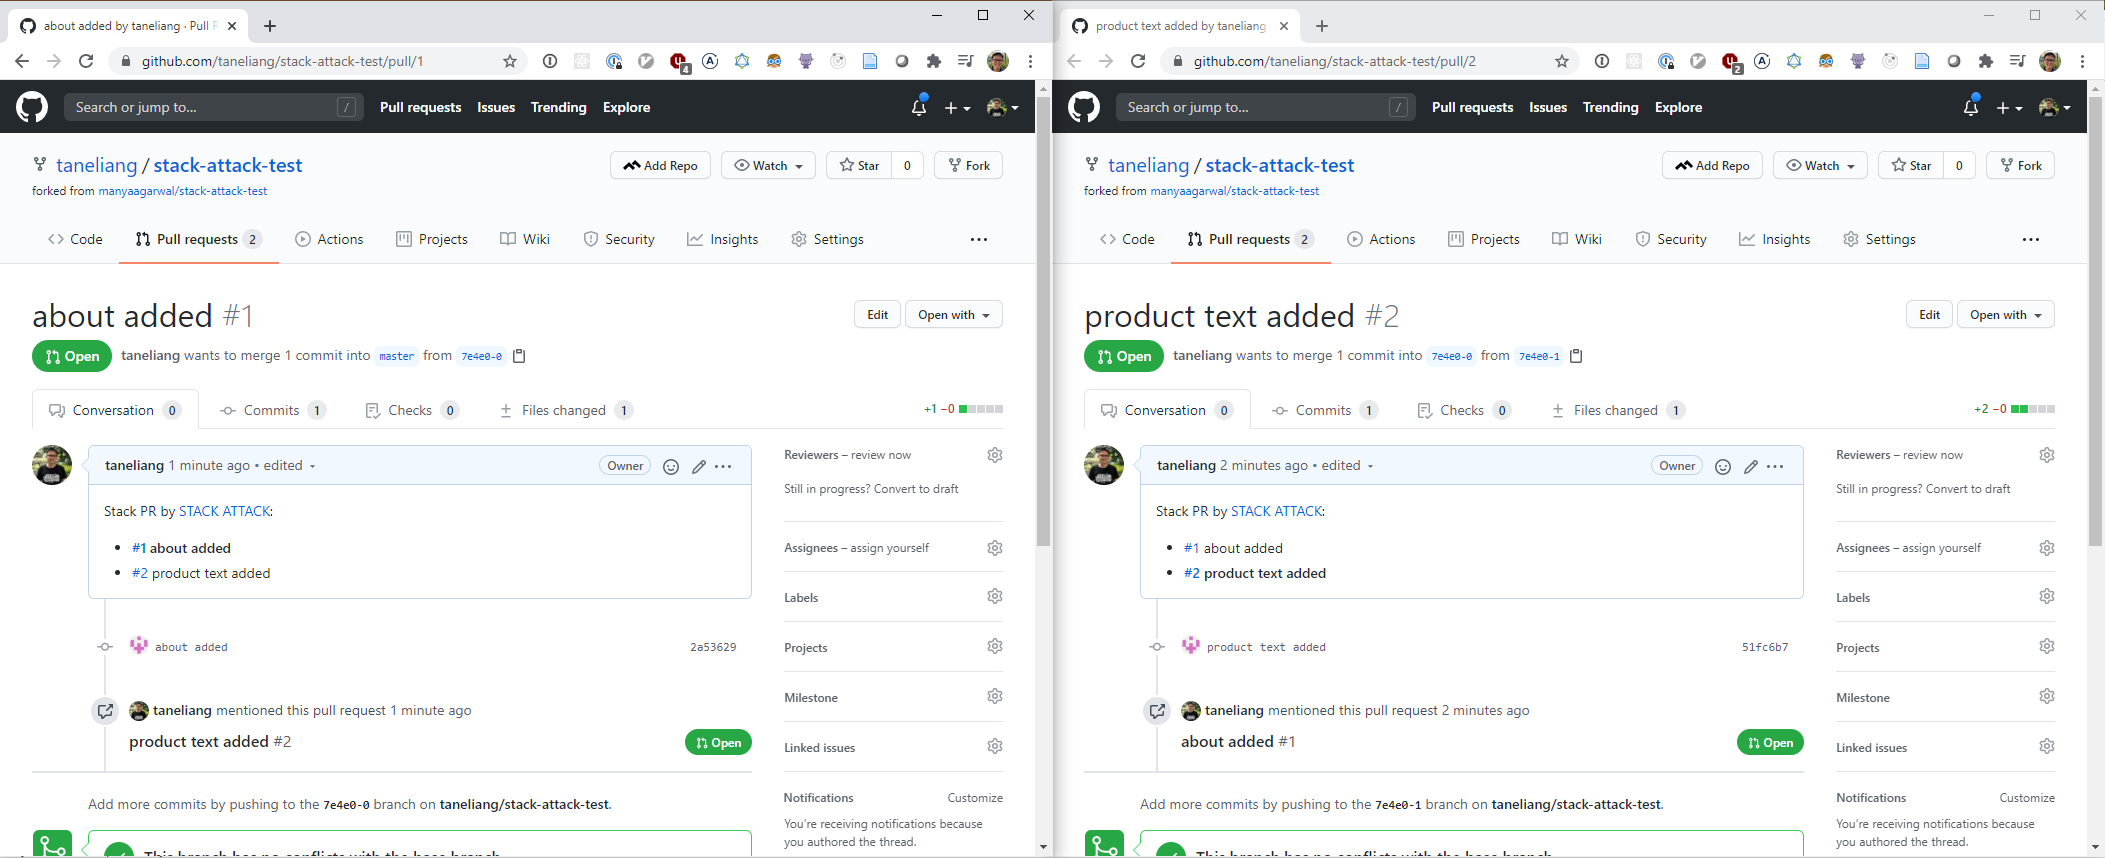 about added by taneliang · Pull R
github.com/taneliang/stack-attack-test/pull/1
4
Search or jump to...
/
Pull requests
Issues
Trending
Explore
taneliang / stack-attack-test
forked from manyaagarwal/stack-attack-test
Add Repo
Watch
Star
0
Fork
Code
Pull requests 2
Actions
Projects
Wiki
Security
Insights
Settings
about added #1
Edit
Open with
Open
taneliang wants to merge 1 commit into master from 7e4e0-0
Conversation 0
Commits 1
Checks 0
Files changed 1
+1 −0
taneliang 1 minute ago • edited
Owner
Stack PR by STACK ATTACK:
• #1 about added
• #2 product text added
about added
2a53629
taneliang mentioned this pull request 1 minute ago
product text added #2
Open
Add more commits by pushing to the 7e4e0-0 branch on taneliang/stack-attack-test.
This branch has no conflicts with the base branch
Reviewers – review now
Still in progress? Convert to draft
Assignees – assign yourself
Labels
Projects
Milestone
Linked issues
Notifications
Customize
You're receiving notifications because
you authored the thread.
product text added by taneliang
github.com/taneliang/stack-attack-test/pull/2
2
Search or jump to...
/
Pull requests
Issues
Trending
Explore
taneliang / stack-attack-test
forked from manyaagarwal/stack-attack-test
Add Repo
Watch
Star
0
Fork
Code
Pull requests 2
Actions
Projects
Wiki
Security
Insights
Settings
product text added #2
Edit
Open with
Open
taneliang wants to merge 1 commit into 7e4e0-0 from 7e4e0-1
Conversation 0
Commits 1
Checks 0
Files changed 1
+2 −0
taneliang 2 minutes ago • edited
Owner
Stack PR by STACK ATTACK:
• #1 about added
• #2 product text added
product text added
51fc6b7
taneliang mentioned this pull request 2 minutes ago
about added #1
Open
Add more commits by pushing to the 7e4e0-1 branch on taneliang/stack-attack-test.
This branch has no conflicts with the base branch
Reviewers – review now
Still in progress? Convert to draft
Assignees – assign yourself
Labels
Projects
Milestone
Linked issues
Notifications
Customize
You're receiving notifications because
you authored the thread.